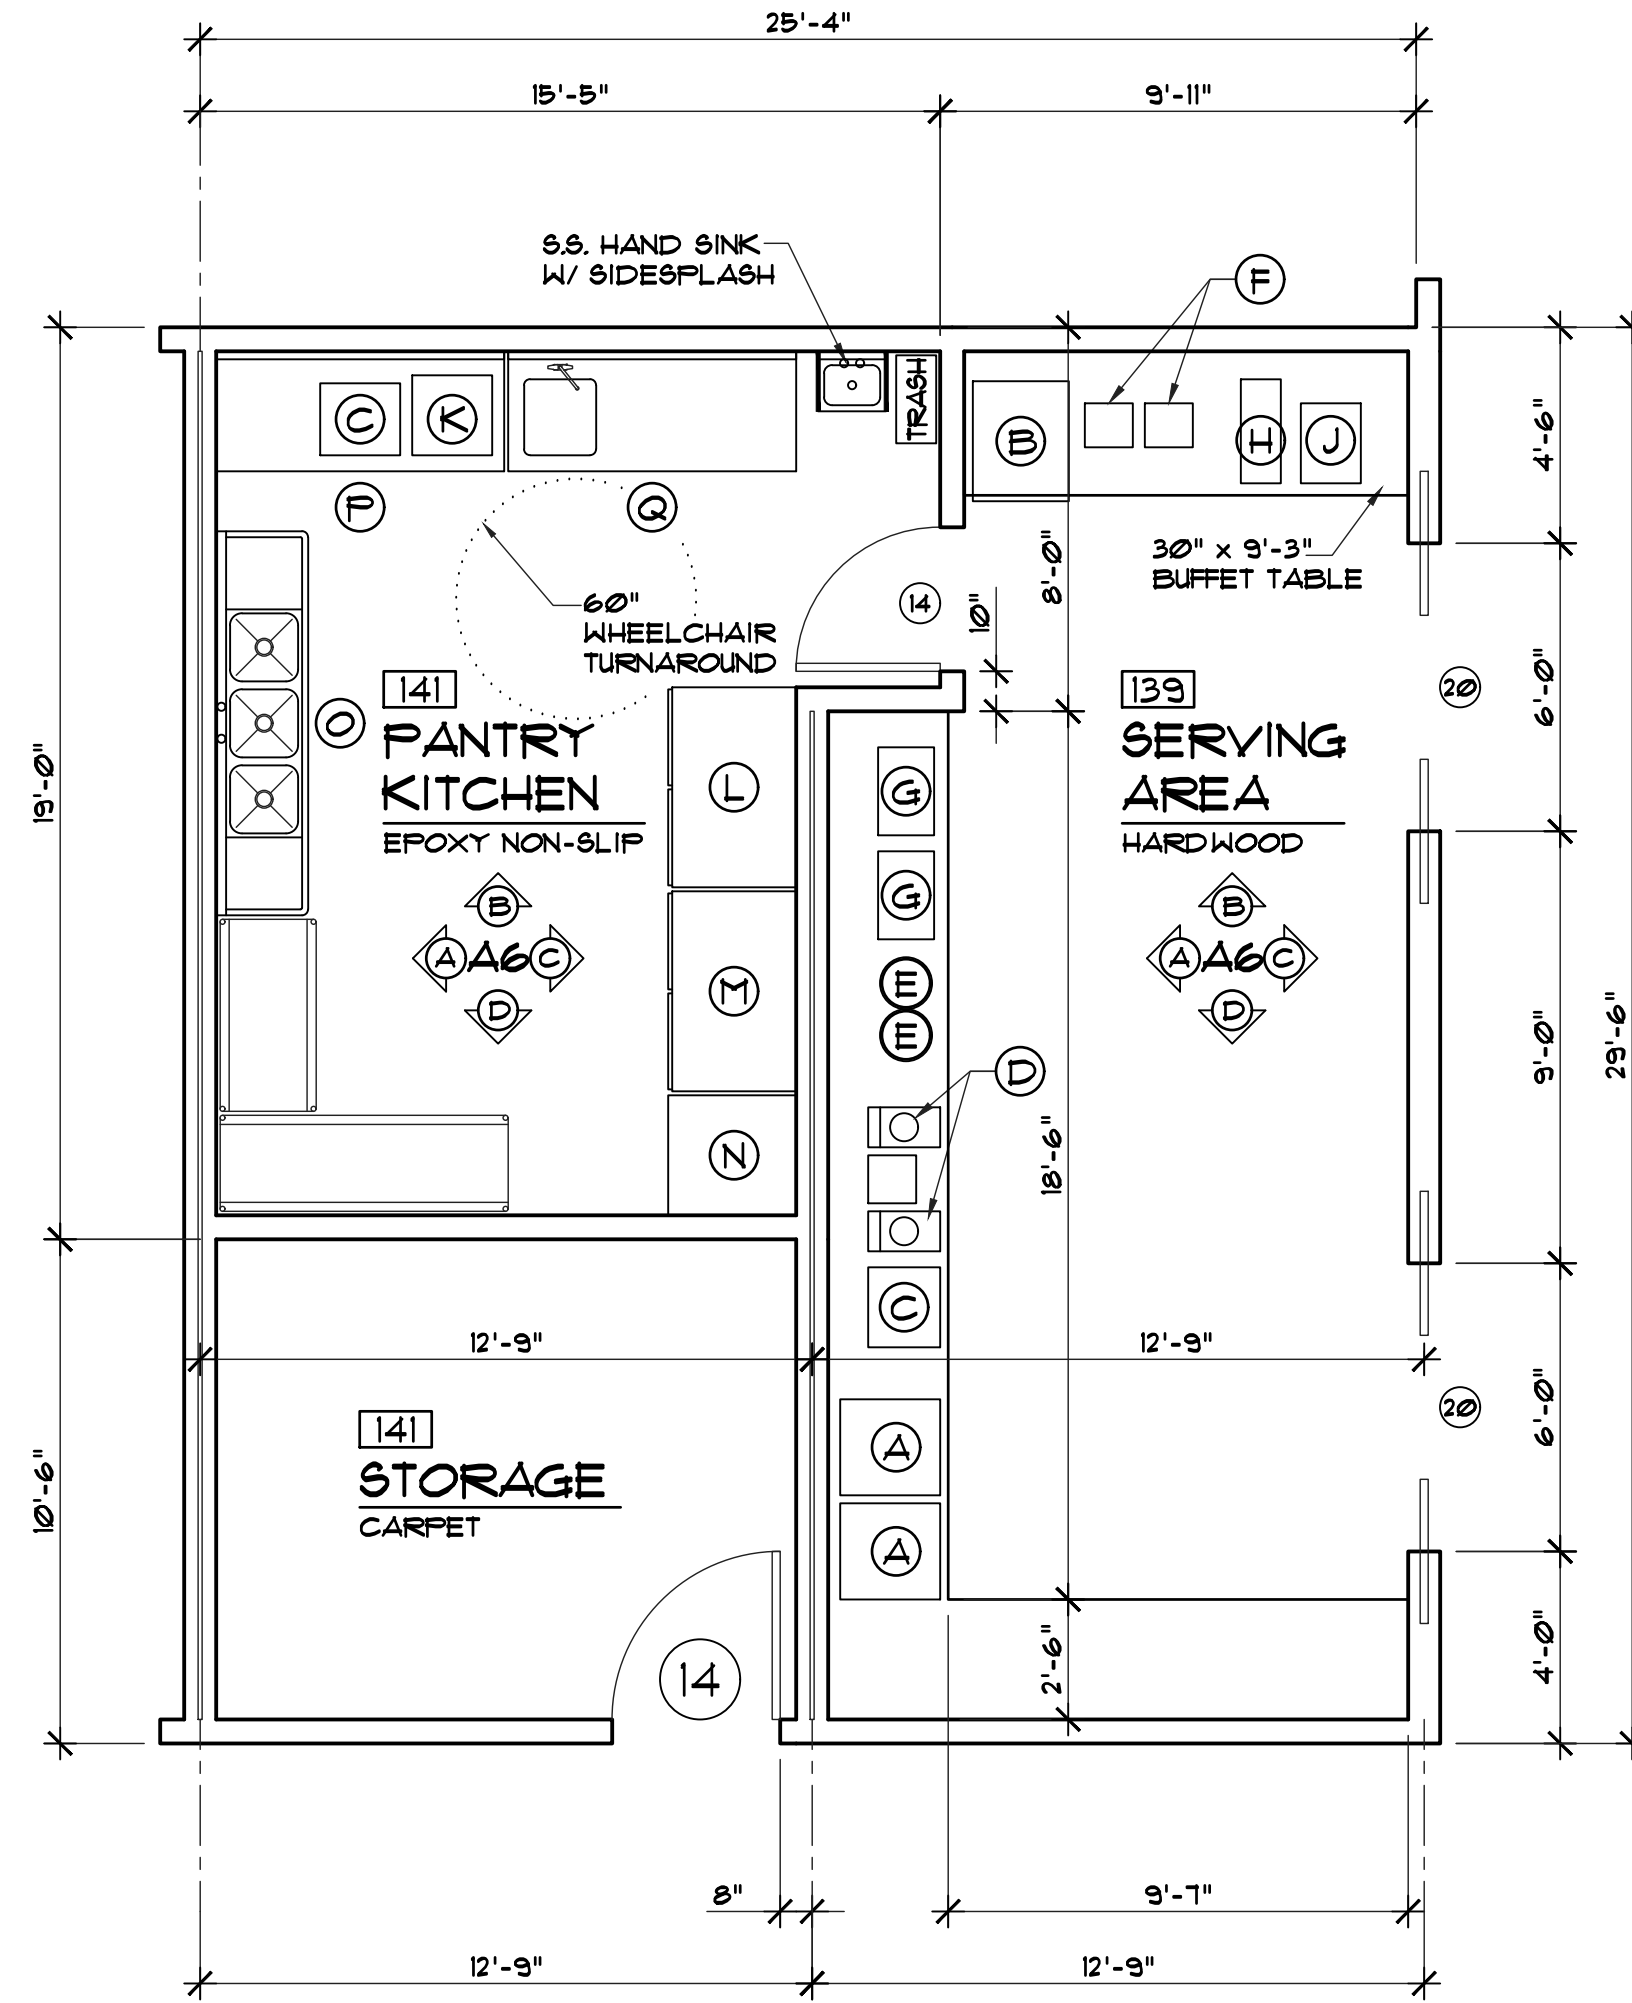 25'-4"
15'-5"
9'-11"
S.S. HAND SINK
W/ SIDESPLASH
F
TRASH
C
K
B
H
J
P
Q
4'-6"
30" x 9'-3"
BUFFET TABLE
60"
WHEELCHAIR
TURNAROUND
14
10"
8'-0"
141
PANTRY
KITCHEN
EPOXY NON-SLIP
O
139
SERVING
AREA
HARDWOOD
20
6'-0"
19'-0"
L
G
G
B
A A6 C
D
B
A A6 C
D
M
E
E
D
9'-0"
29'-6"
18'-6"
N
C
12'-9"
12'-9"
141
STORAGE
CARPET
10'-6"
A
A
20
6'-0"
14
2'-6"
4'-0"
8"
9'-7"
12'-9"
12'-9"